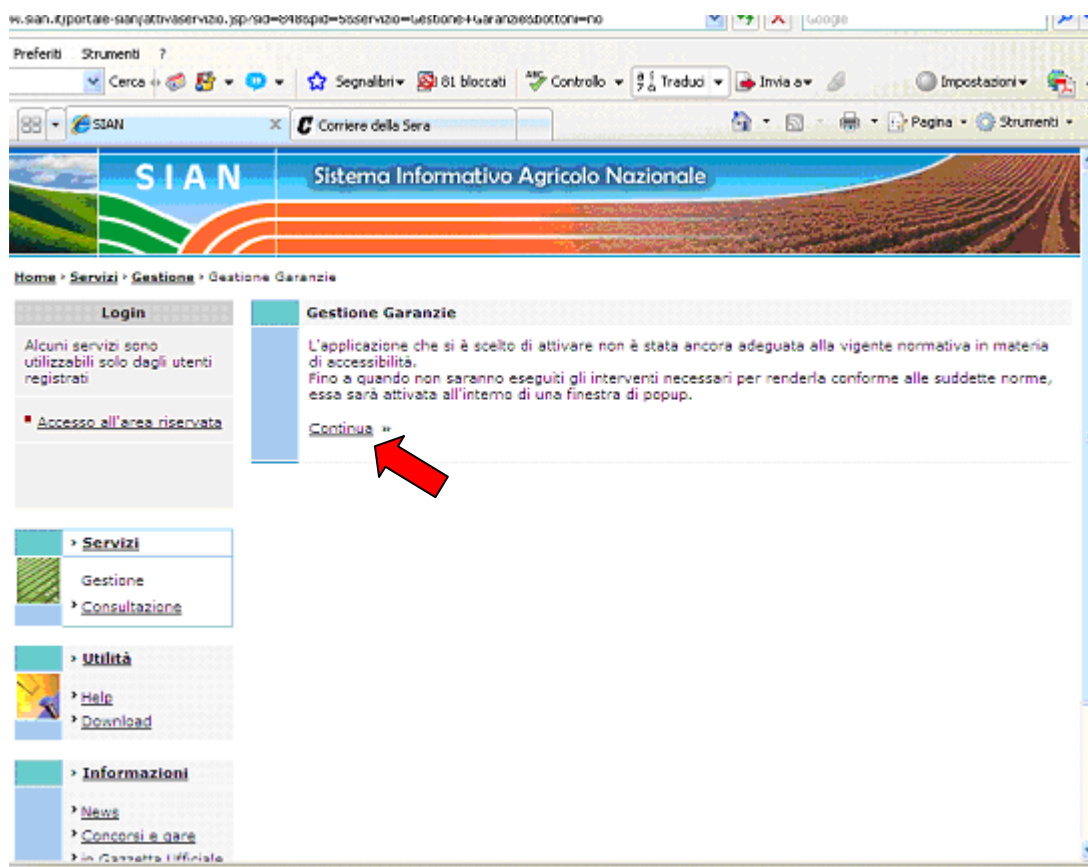 Google
Preferiti Strumenti ?
Cerca Segnalibri 81 bloccati Controllo Traduci Invia a Impostazioni
SIAN Corriere della Sera Pagina Strumenti
SIAN Sistema Informativo Agricolo Nazionale
Home › Servizi › Gestione › Gestione Garanzie
Login
Alcuni servizi sono
utilizzabili solo dagli utenti
registrati
Accesso all'area riservata
Gestione Garanzie
L'applicazione che si è scelto di attivare non è stata ancora adeguata alla vigente normativa in materia
di accessibilità.
Fino a quando non saranno eseguiti gli interventi necessari per renderla conforme alle suddette norme,
essa sarà attivata all'interno di una finestra di popup.
Continua »
› Servizi
Gestione
› Consultazione
› Utilità
› Help
› Download
› Informazioni
› News
› Concorsi e gare
› in Gazzetta Ufficiale